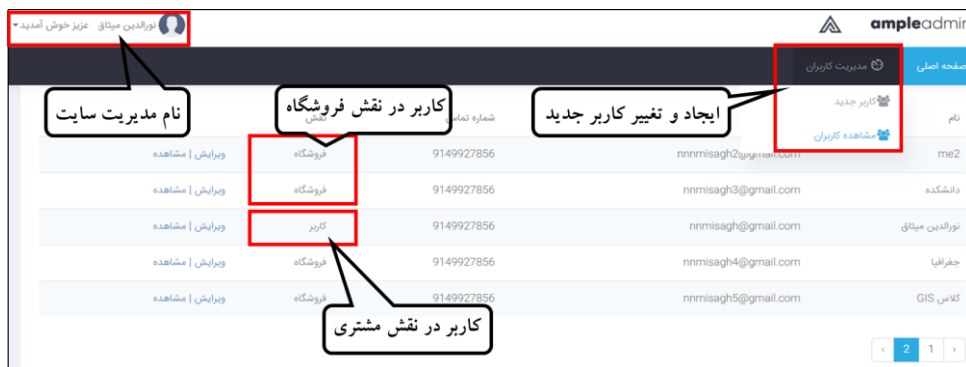 ampleadmin
نورالدین میثاق عزیز خوش آمدید
صفحه اصلی
مدیریت کاربران
کاربر جدید
مشاهده کاربران
نام مدیریت سایت
کاربر در نقش فروشگاه
ایجاد و تغییر کاربر جدید
نام شماره تماس نقش
me2 nnnmisagh2@gmail.com 9149927856 فروشگاه ویرایش | مشاهده
دانشکده nnmisagh3@gmail.com 9149927856 فروشگاه ویرایش | مشاهده
نورالدین میثاق nnmisagh@gmail.com 9149927856 کاربر ویرایش | مشاهده
جغرافیا nnmisagh4@gmail.com 9149927856 فروشگاه ویرایش | مشاهده
کلاس GIS nnmisagh5@gmail.com 9149927856 فروشگاه ویرایش | مشاهده
کاربر در نقش مشتری
‹ 1 2 ›